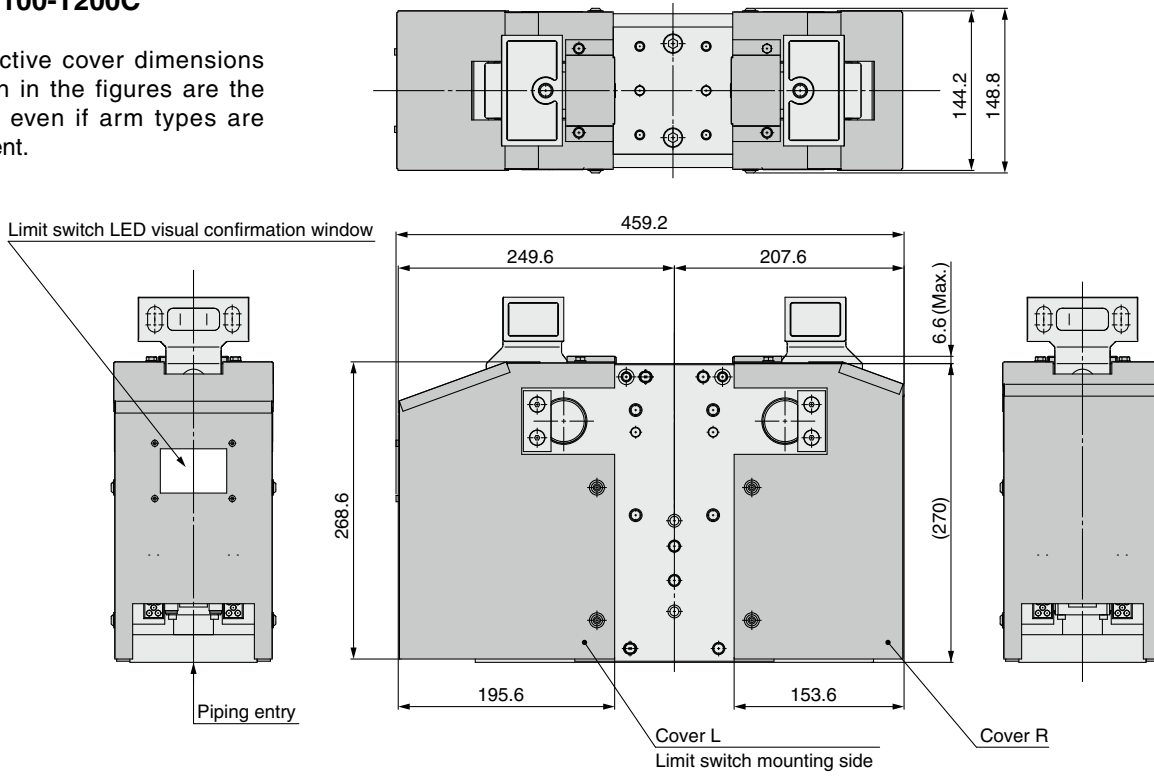 100-1200C
ctive cover dimensions
n in the figures are the
even if arm types are
ent.
144.2
148.8
Limit switch LED visual confirmation window
459.2
249.6
207.6
6.6 (Max.)
268.6
(270)
195.6
153.6
Piping entry
Cover L
Limit switch mounting side
Cover R